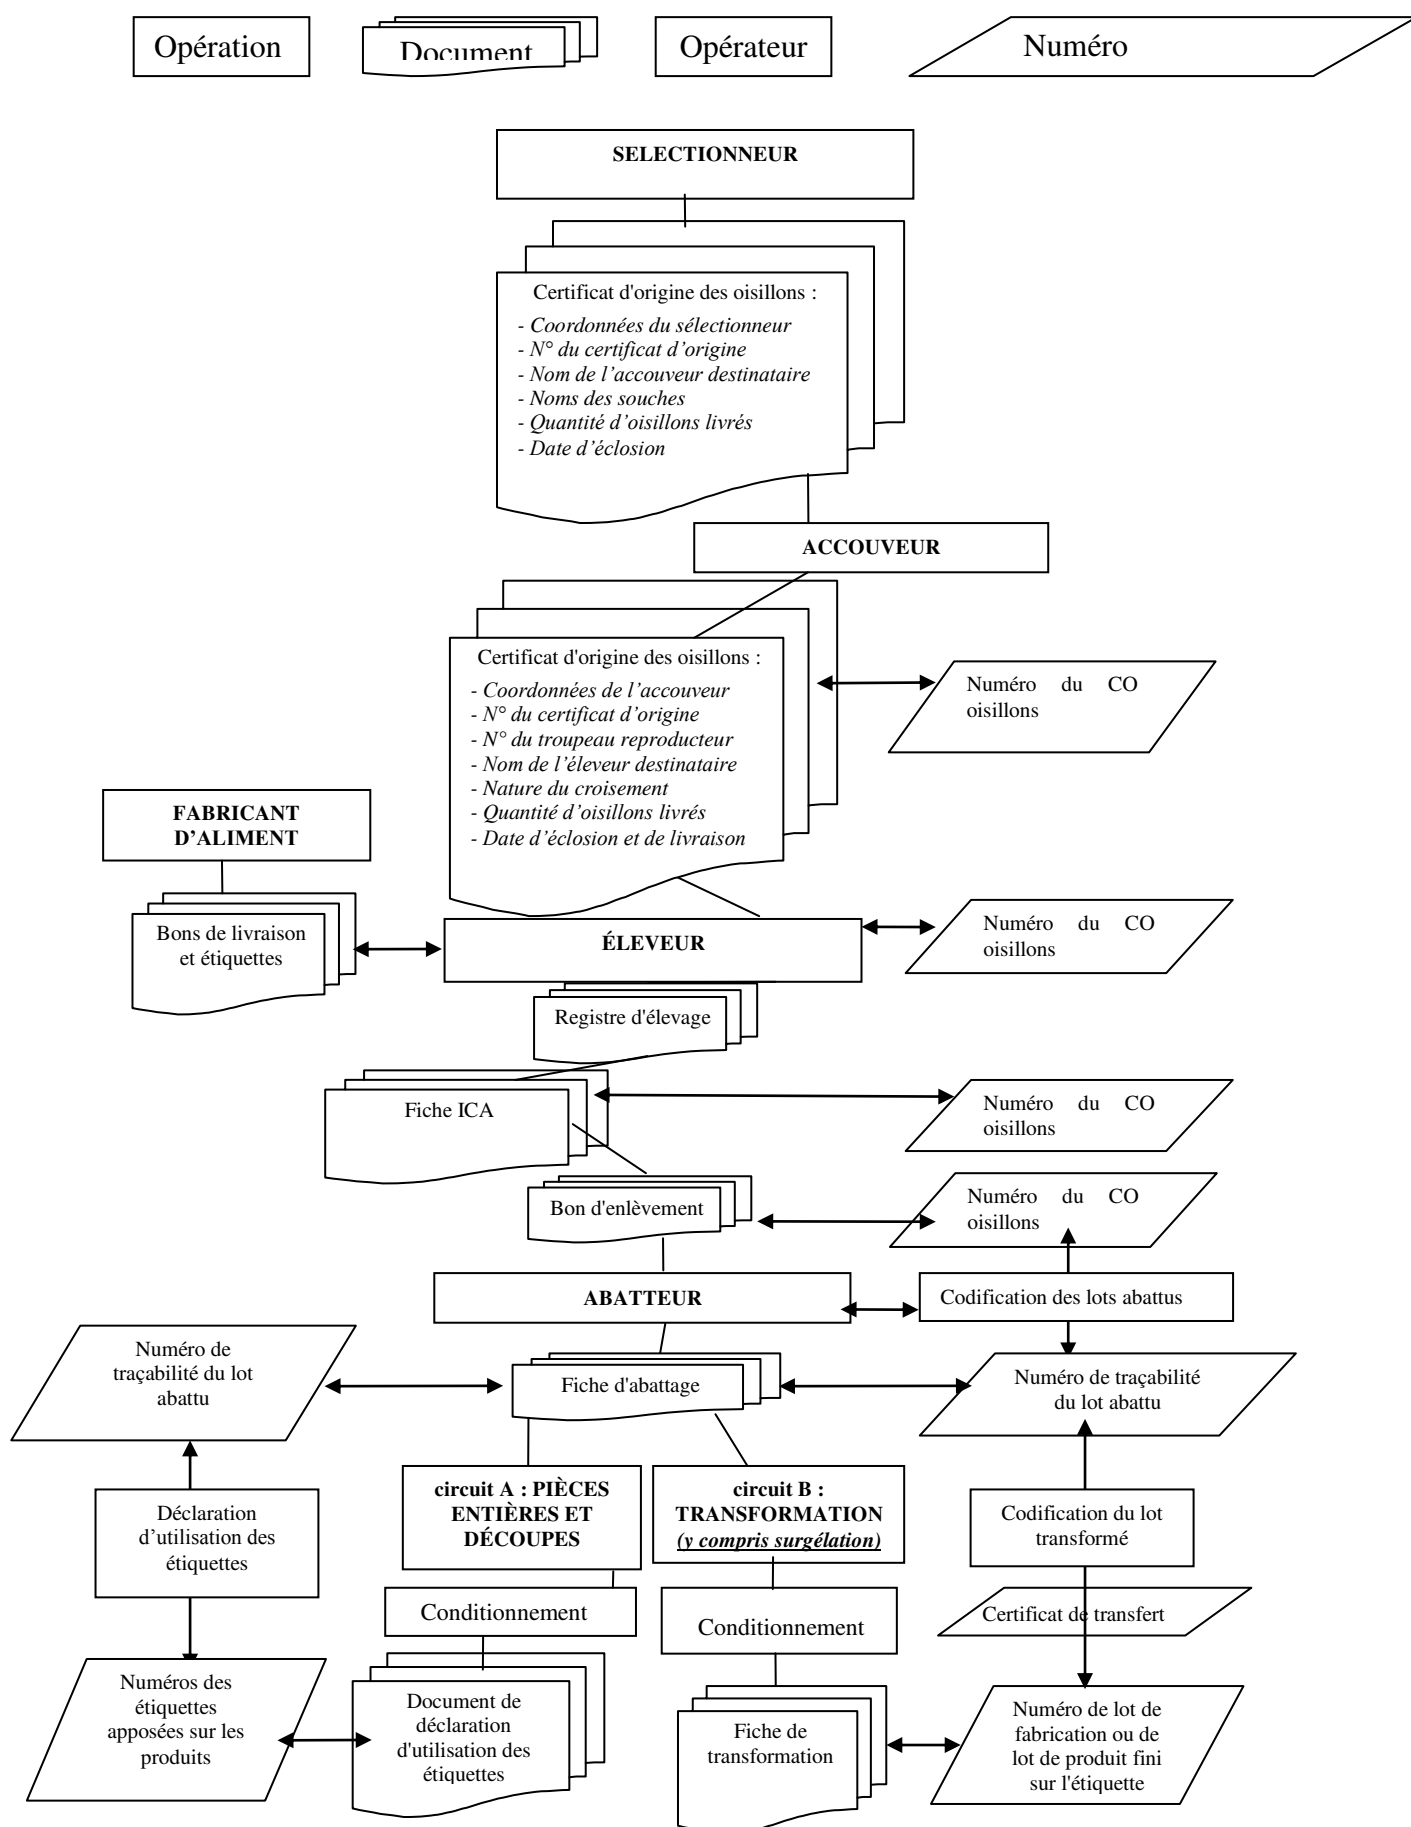 Opération
Document
Opérateur
Numéro
SELECTIONNEUR
Certificat d'origine des oisillons :
- Coordonnées du sélectionneur
- N° du certificat d’origine
- Nom de l’accouveur destinataire
- Noms des souches
- Quantité d’oisillons livrés
- Date d’éclosion
ACCOUVEUR
Certificat d'origine des oisillons :
- Coordonnées de l’accouveur
- N° du certificat d’origine
- N° du troupeau reproducteur
- Nom de l’éleveur destinataire
- Nature du croisement
- Quantité d’oisillons livrés
- Date d’éclosion et de livraison
Numéro du CO
oisillons
FABRICANT
D’ALIMENT
Bons de livraison
et étiquettes
ÉLEVEUR
Numéro du CO
oisillons
Registre d'élevage
Fiche ICA
Numéro du CO
oisillons
Bon d'enlèvement
Numéro du CO
oisillons
ABATTEUR
Codification des lots abattus
Numéro de
traçabilité du lot
abattu
Fiche d'abattage
Numéro de traçabilité
du lot abattu
Déclaration
d’utilisation des
étiquettes
circuit A : PIÈCES
ENTIÈRES ET
DÉCOUPES
circuit B :
TRANSFORMATION
(y compris surgélation)
Codification du lot
transformé
Conditionnement
Conditionnement
Certificat de transfert
Numéros des
étiquettes
apposées sur les
produits
Document de
déclaration
d'utilisation des
étiquettes
Fiche de
transformation
Numéro de lot de
fabrication ou de
lot de produit fini
sur l'étiquette